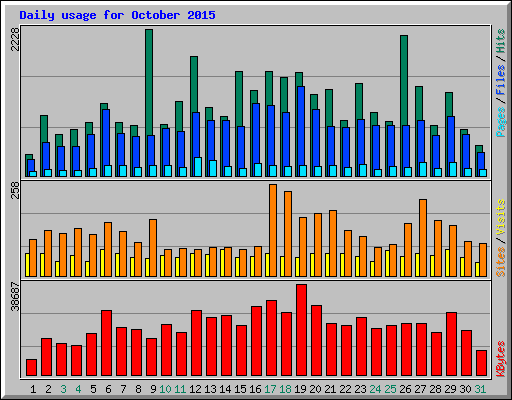 Daily usage for October 2015
2228
Pages / Files / Hits
258
Sites / Visits
38687
KBytes
1 2 3 4 5 6 7 8 9 10 11 12 13 14 15 16 17 18 19 20 21 22 23 24 25 26 27 28 29 30 31